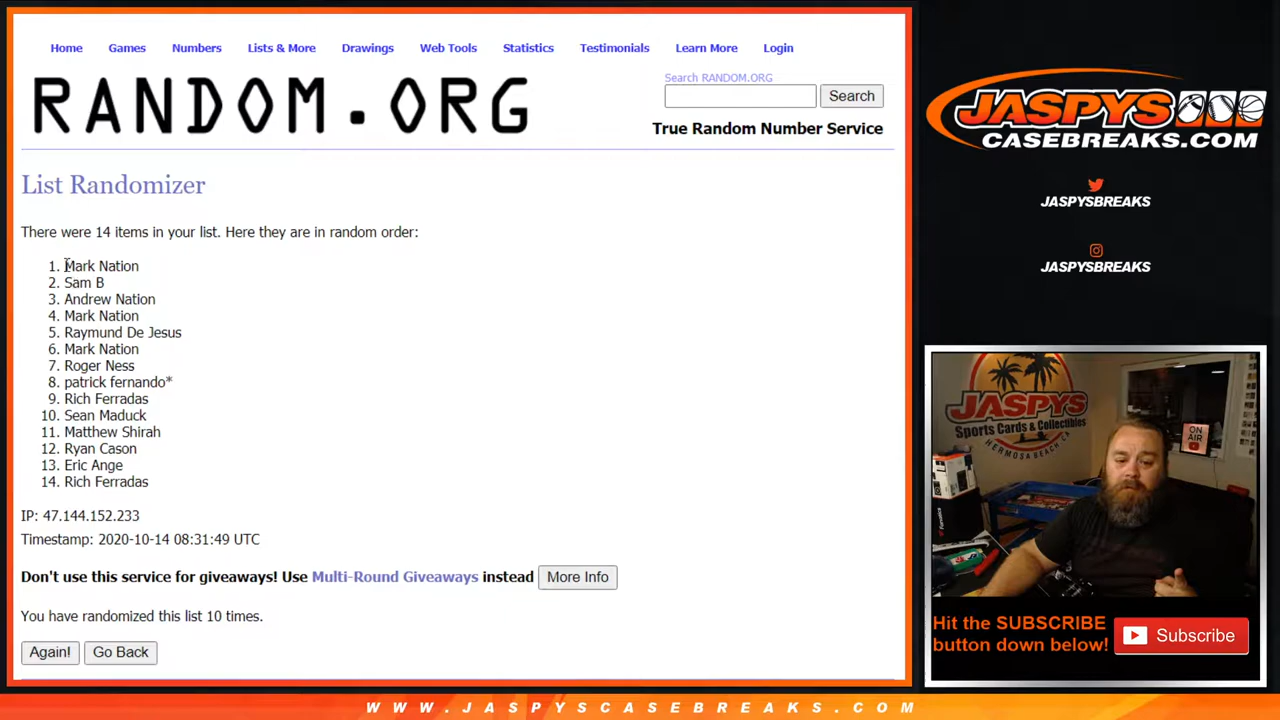 Home Games Numbers Lists & More Drawings Web Tools Statistics Testimonials Learn More Login
RANDOM.ORG
Search RANDOM.ORG
Search
True Random Number Service
List Randomizer
There were 14 items in your list. Here they are in random order:
1. Mark Nation
2. Sam B
3. Andrew Nation
4. Mark Nation
5. Raymund De Jesus
6. Mark Nation
7. Roger Ness
8. patrick fernando*
9. Rich Ferradas
10. Sean Maduck
11. Matthew Shirah
12. Ryan Cason
13. Eric Ange
14. Rich Ferradas
IP: 47.144.152.233
Timestamp: 2020-10-14 08:31:49 UTC
Don't use this service for giveaways! Use Multi-Round Giveaways instead More Info
You have randomized this list 10 times.
Again! Go Back
JASPYS
CASEBREAKS.COM
JASPYSBREAKS
JASPYSBREAKS
JASPYS
Sports Cards & Collectibles
HERMOSA BEACH, CA
ON
AIR
Fanatics
Hit the SUBSCRIBE
button down below!
Subscribe
WWW.JASPYSCASEBREAKS.COM